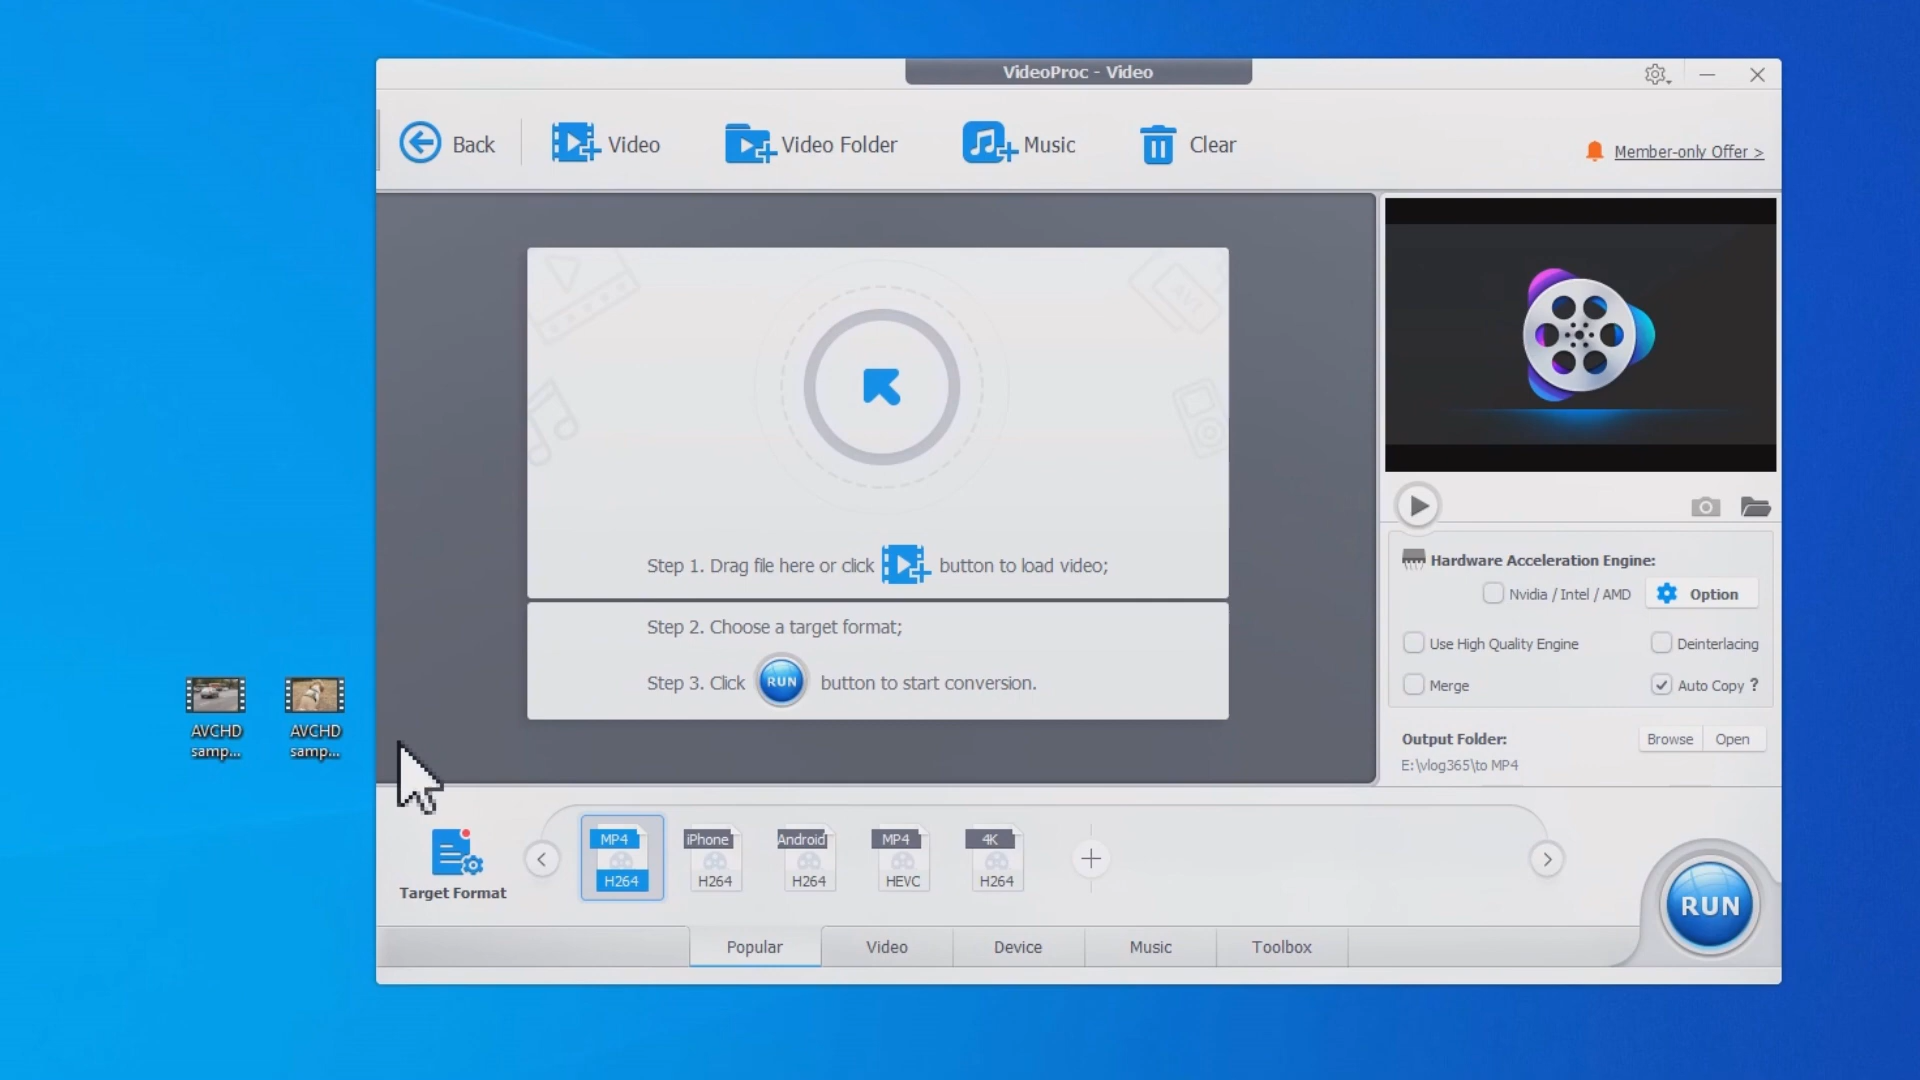 VideoProc - Video
Back
Video
Video Folder
Music
Clear
Member-only Offer >
AVI
Step 1. Drag file here or click button to load video;
Step 2. Choose a target format;
Step 3. Click RUN button to start conversion.
AVCHD samp...
AVCHD samp...
Hardware Acceleration Engine:
Nvidia / Intel / AMD
Option
Use High Quality Engine
Deinterlacing
Merge
Auto Copy ?
Output Folder:
Browse
Open
E:\vlog365\to MP4
Target Format
MP4
H264
iPhone
H264
Android
H264
MP4
HEVC
4K
H264
RUN
Popular
Video
Device
Music
Toolbox